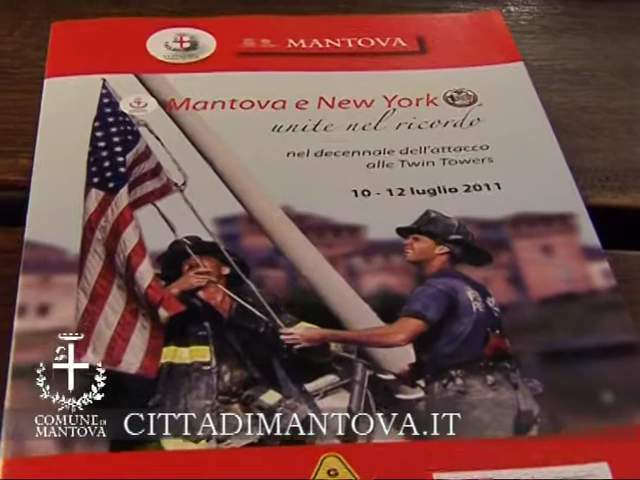 MANTOVA
Mantova e New York
unite nel ricordo
nel decennale dell'attacco
alle Twin Towers
10 - 12 luglio 2011
COMUNE DI
MANTOVA
CITTADIMANTOVA.IT
G